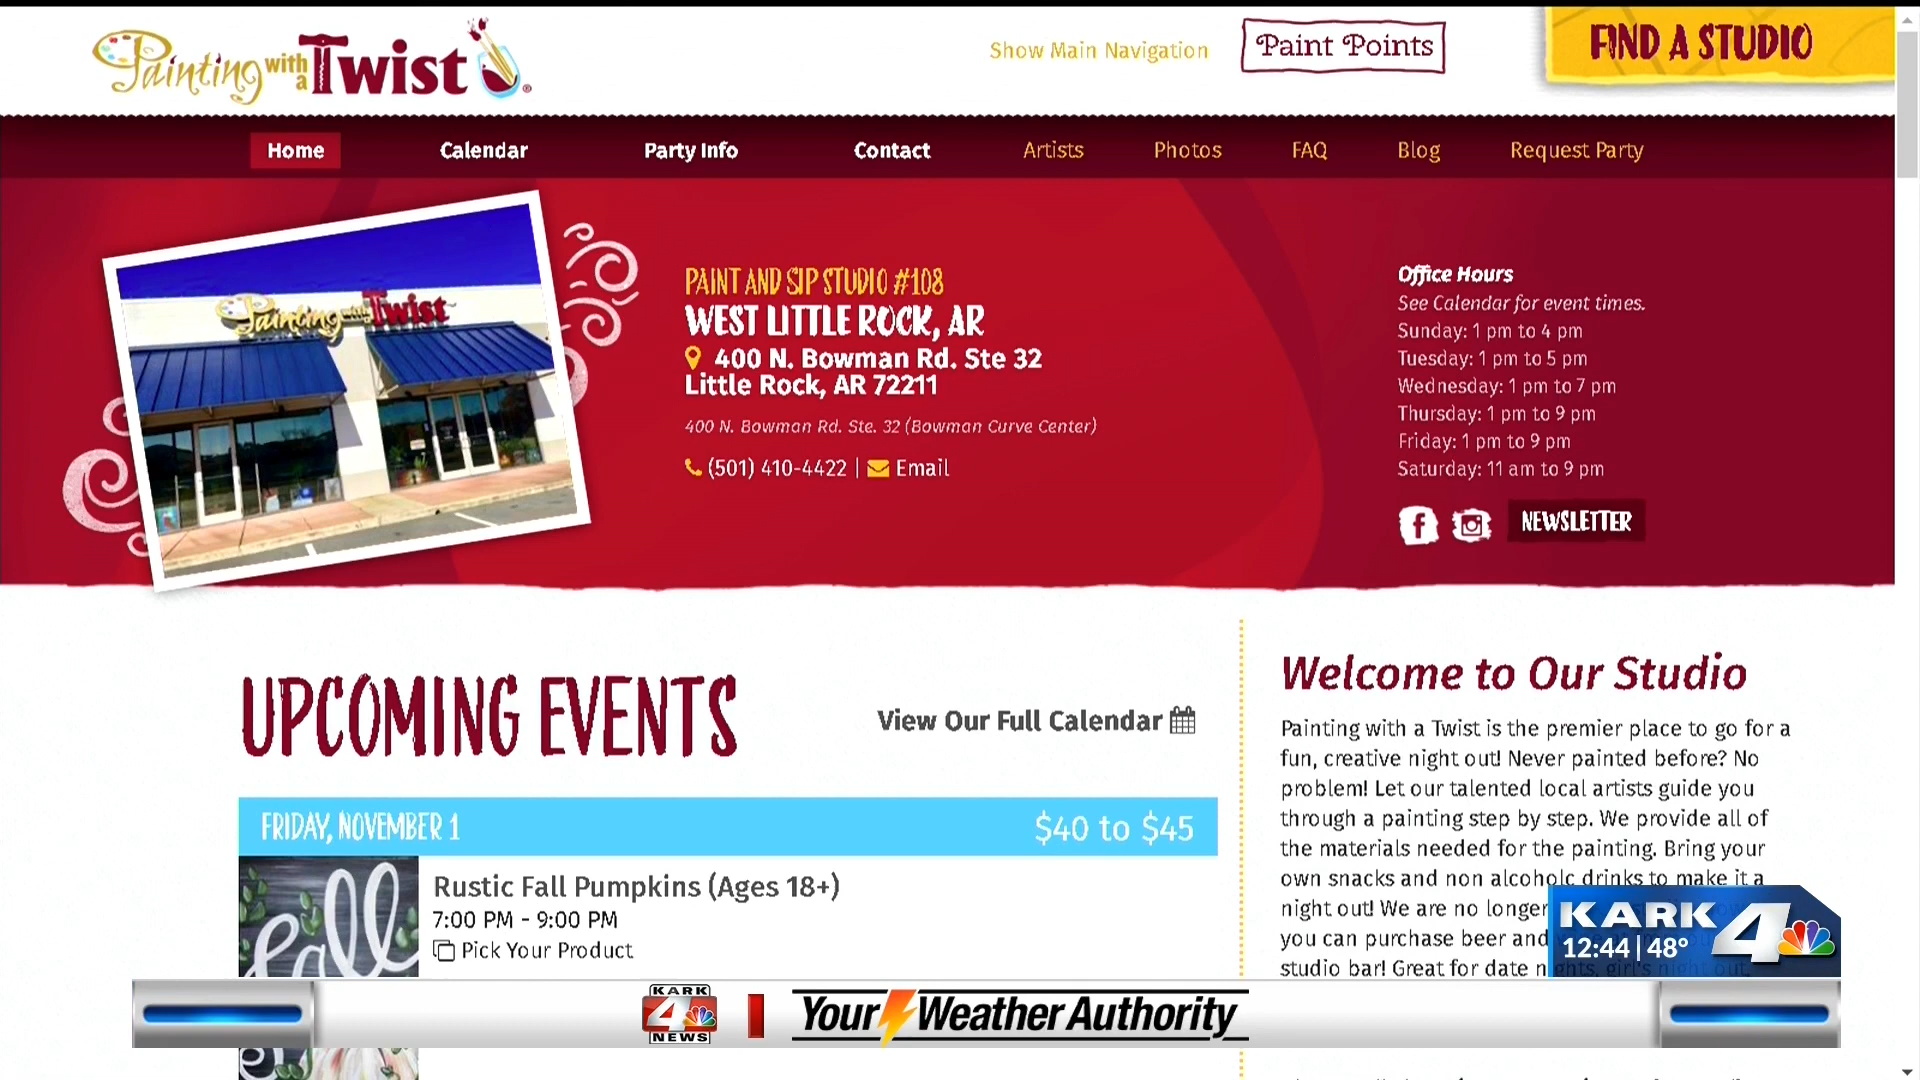 Painting with a Twist®
Show Main Navigation
Paint Points
FIND A STUDIO
Home
Calendar
Party Info
Contact
Artists
Photos
FAQ
Blog
Request Party
Painting with a Twist
PAINT AND SIP STUDIO #108
WEST LITTLE ROCK, AR
400 N. Bowman Rd. Ste 32
Little Rock, AR 72211
400 N. Bowman Rd. Ste. 32 (Bowman Curve Center)
(501) 410-4422 | Email
Office Hours
See Calendar for event times.
Sunday: 1 pm to 4 pm
Tuesday: 1 pm to 5 pm
Wednesday: 1 pm to 7 pm
Thursday: 1 pm to 9 pm
Friday: 1 pm to 9 pm
Saturday: 11 am to 9 pm
NEWSLETTER
UPCOMING EVENTS
View Our Full Calendar
FRIDAY, NOVEMBER 1
$40 to $45
fall
Rustic Fall Pumpkins (Ages 18+)
7:00 PM - 9:00 PM
Pick Your Product
Welcome to Our Studio
Painting with a Twist is the premier place to go for a
fun, creative night out! Never painted before? No
problem! Let our talented local artists guide you
through a painting step by step. We provide all of
the materials needed for the painting. Bring your
own snacks and non alcoholc drinks to make it a
night out! We are no longer
you can purchase beer and
studio bar! Great for date nights, girl's night out,
KARK 4
12:44 | 48°
KARK
4
NEWS
Your Weather Authority